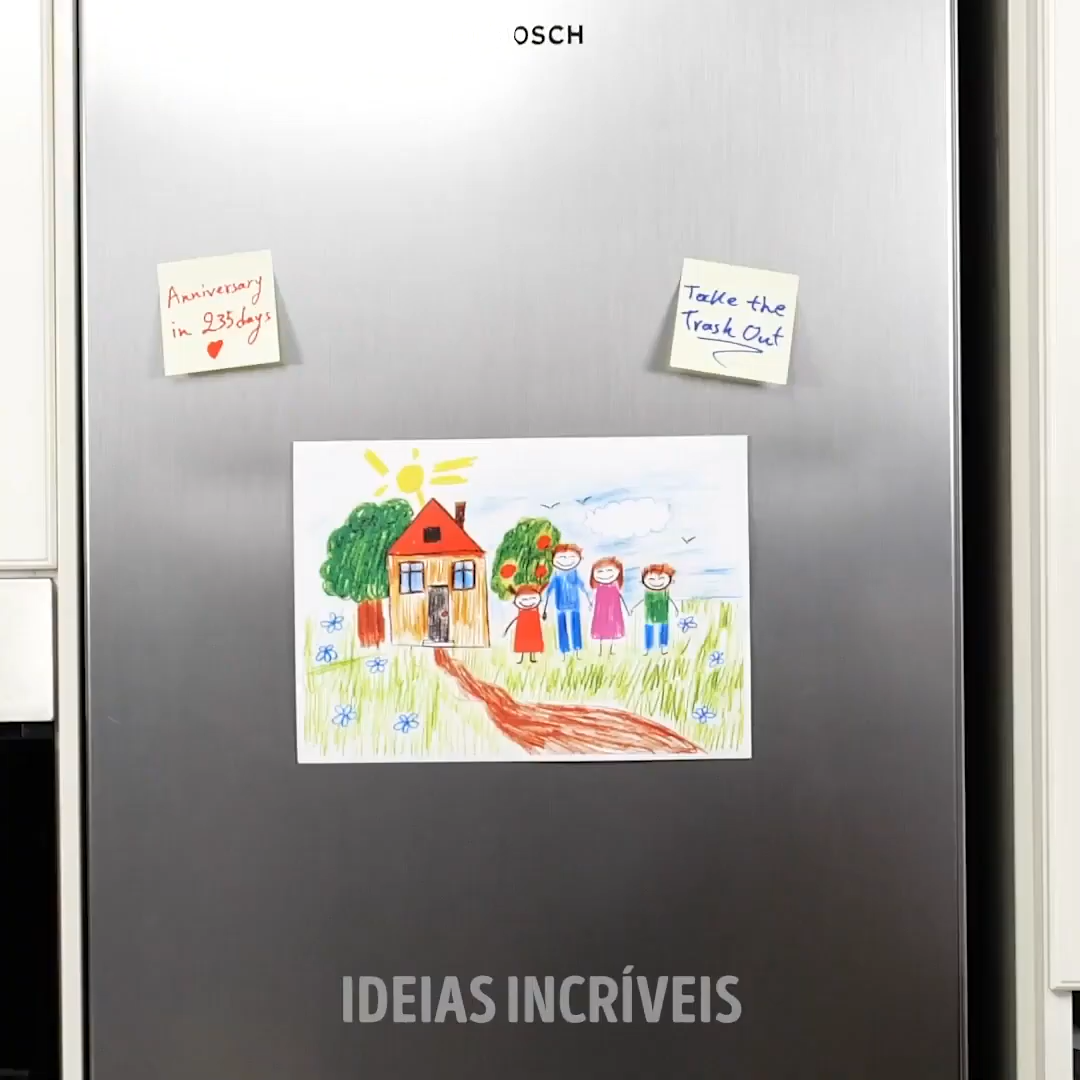 OSCH
Anniversary
in 235 days
Take the
Trash Out
IDEIAS INCRÍVEIS